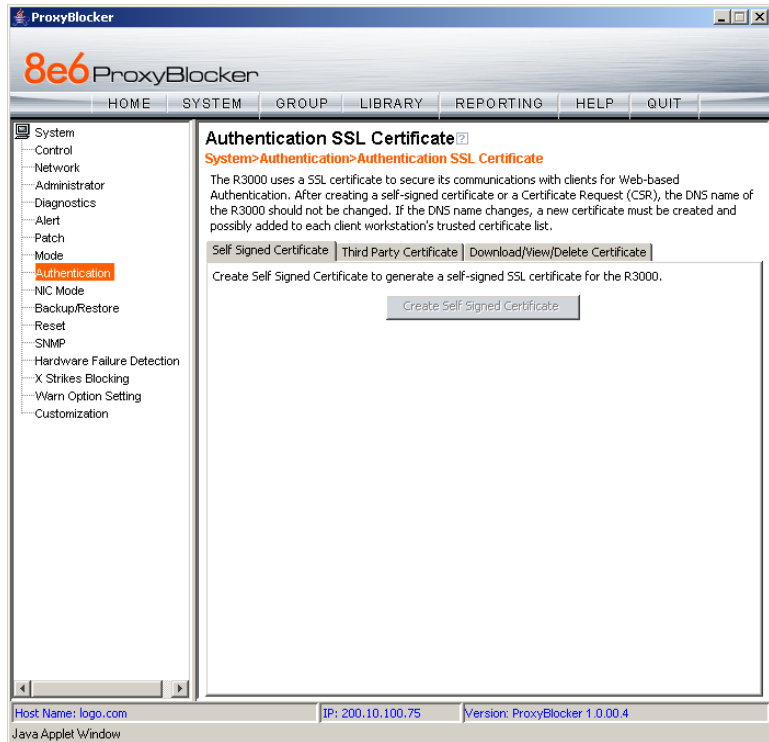 ProxyBlocker
8e6 ProxyBlocker
HOME SYSTEM GROUP LIBRARY REPORTING HELP QUIT
System
Control
Network
Administrator
Diagnostics
Alert
Patch
Mode
Authentication
NIC Mode
Backup/Restore
Reset
SNMP
Hardware Failure Detection
X Strikes Blocking
Warn Option Setting
Customization
Authentication SSL Certificate ?
System>Authentication>Authentication SSL Certificate
The R3000 uses a SSL certificate to secure its communications with clients for Web-based
Authentication. After creating a self-signed certificate or a Certificate Request (CSR), the DNS name of
the R3000 should not be changed. If the DNS name changes, a new certificate must be created and
possibly added to each client workstation's trusted certificate list.
Self Signed Certificate Third Party Certificate Download/View/Delete Certificate
Create Self Signed Certificate to generate a self-signed SSL certificate for the R3000.
Create Self Signed Certificate
Host Name: logo.com IP: 200.10.100.75 Version: ProxyBlocker 1.0.00.4
Java Applet Window